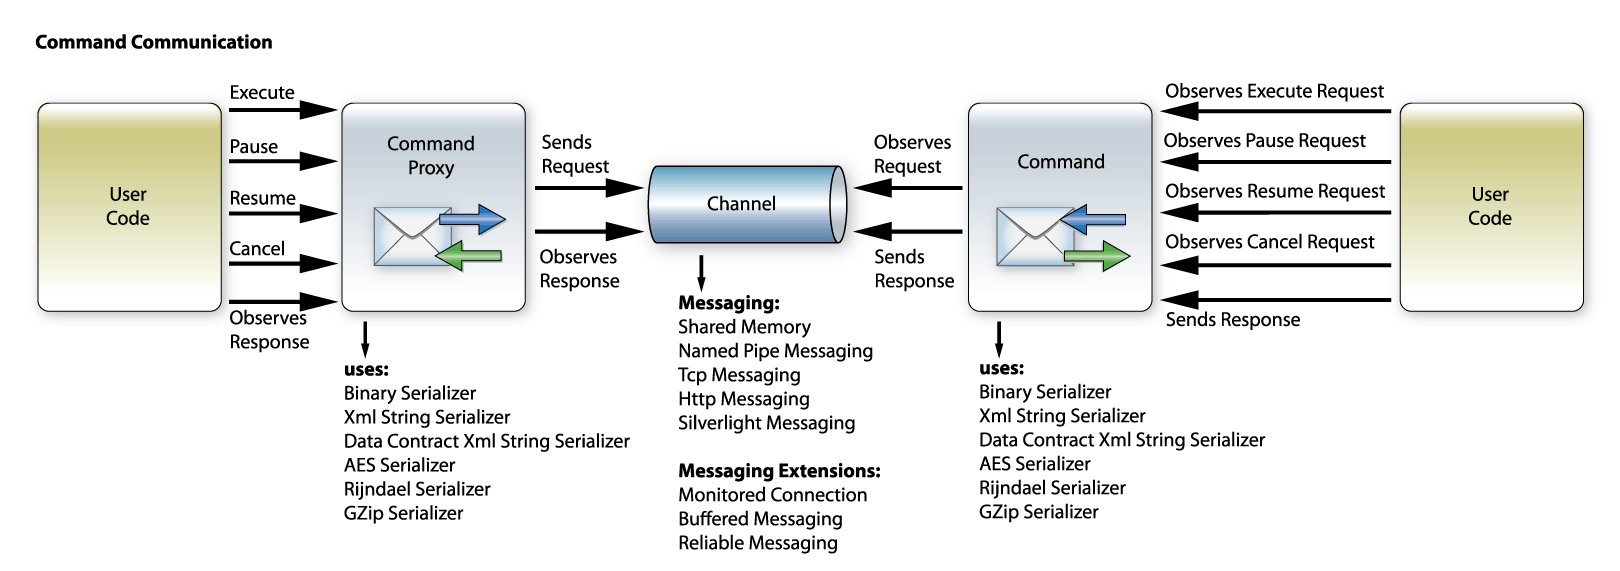 Command Communication
User
Code
Execute
Pause
Resume
Cancel
Observes
Response
Command
Proxy
uses:
Binary Serializer
Xml String Serializer
Data Contract Xml String Serializer
AES Serializer
Rijndael Serializer
GZip Serializer
Sends
Request
Observes
Response
Channel
Messaging:
Shared Memory
Named Pipe Messaging
Tcp Messaging
Http Messaging
Silverlight Messaging
Messaging Extensions:
Monitored Connection
Buffered Messaging
Reliable Messaging
Observes
Request
Sends
Response
Command
uses:
Binary Serializer
Xml String Serializer
Data Contract Xml String Serializer
AES Serializer
Rijndael Serializer
GZip Serializer
Observes Execute Request
Observes Pause Request
Observes Resume Request
Observes Cancel Request
Sends Response
User
Code